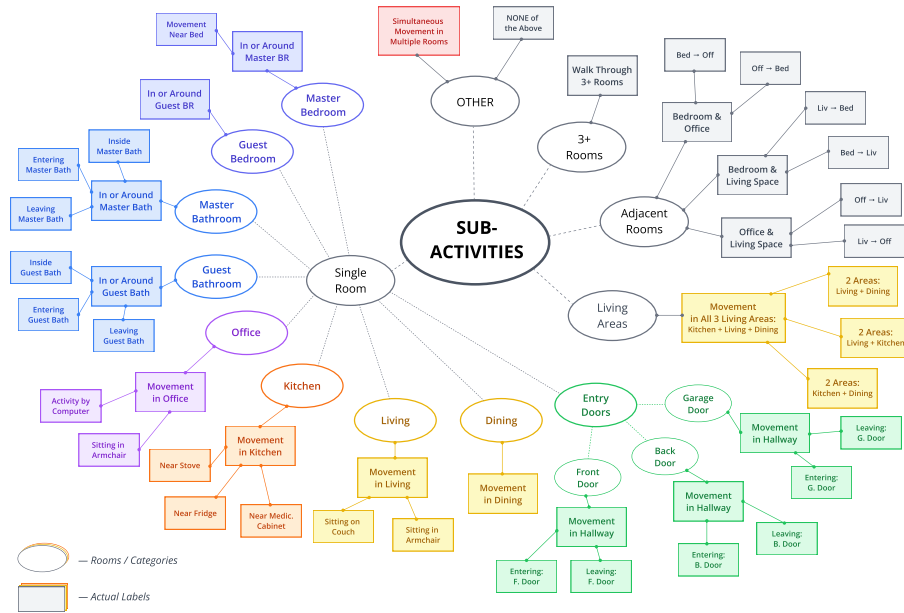 Movement
Near Bed
In or Around
Master BR
Master
Bedroom
In or Around
Guest BR
Guest
Bedroom
Simultaneous
Movement in
Multiple Rooms
NONE of
the Above
OTHER
Walk Through
3+ Rooms
3+
Rooms
Bed → Off
Off → Bed
Bedroom &
Office
Liv → Bed
Bed → Liv
Bedroom &
Living Space
Off → Liv
Liv → Off
Office &
Living Space
Adjacent
Rooms
SUB-
ACTIVITIES
Inside
Master Bath
Entering
Master Bath
Leaving
Master Bath
In or Around
Master Bath
Master
Bathroom
Inside
Guest Bath
Entering
Guest Bath
Leaving
Guest Bath
In or Around
Guest Bath
Guest
Bathroom
Single
Room
Living
Areas
Movement
in All 3 Living Areas:
Kitchen + Living + Dining
2 Areas:
Living + Dining
2 Areas:
Living + Kitchen
2 Areas:
Kitchen + Dining
Office
Movement
in Office
Activity by
Computer
Sitting in
Armchair
Kitchen
Movement
in Kitchen
Near Stove
Near Fridge
Near Medic.
Cabinet
Living
Movement
in Living
Sitting on
Couch
Sitting in
Armchair
Dining
Movement
in Dining
Entry
Doors
Garage
Door
Movement
in Hallway
Leaving:
G. Door
Entering:
G. Door
Back
Door
Movement
in Hallway
Leaving:
B. Door
Entering:
B. Door
Front
Door
Movement
in Hallway
Entering:
F. Door
Leaving:
F. Door
— Rooms / Categories
— Actual Labels